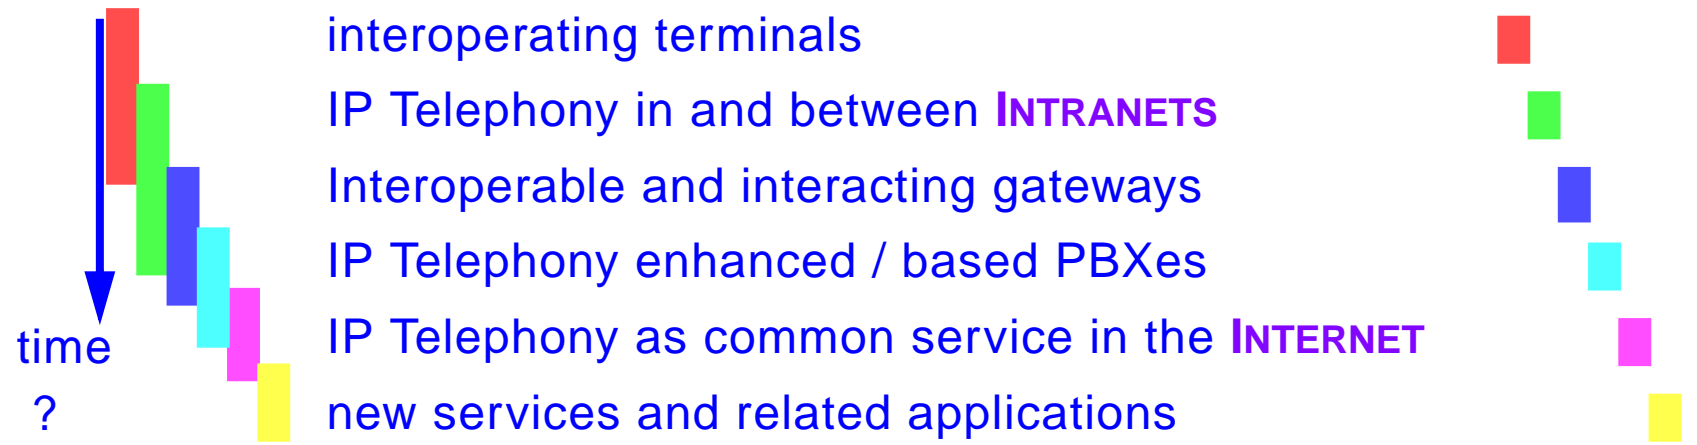 interoperating terminals
IP Telephony in and between INTRANETS
Interoperable and interacting gateways
IP Telephony enhanced / based PBXes
IP Telephony as common service in the INTERNET
new services and related applications
time
?